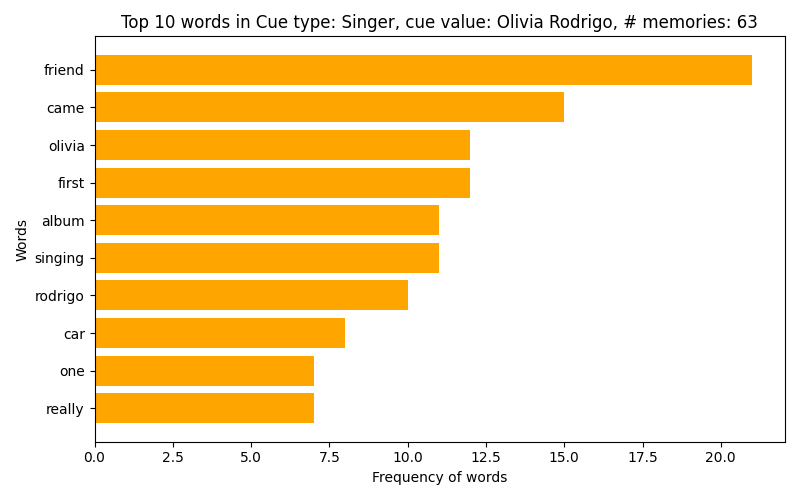 Top 10 words in Cue type: Singer, cue value: Olivia Rodrigo, # memories: 63
friend
came
olivia
first
album
singing
rodrigo
car
one
really
Words
0.0 2.5 5.0 7.5 10.0 12.5 15.0 17.5 20.0
Frequency of words